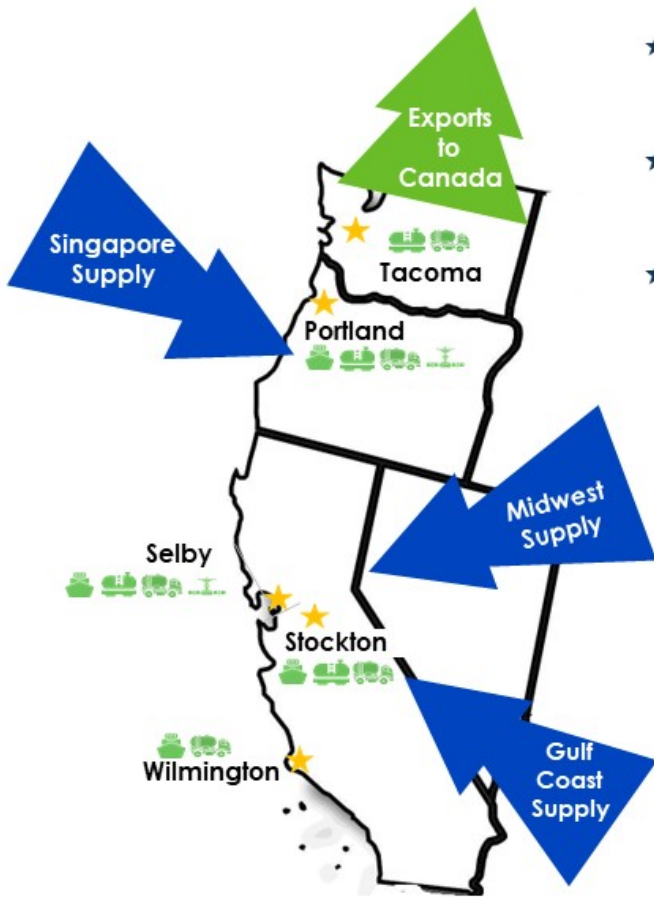 Exports
to
Canada
Singapore
Supply
Tacoma
Portland
Midwest
Supply
Selby
Stockton
Wilmington
Gulf
Coast
Supply